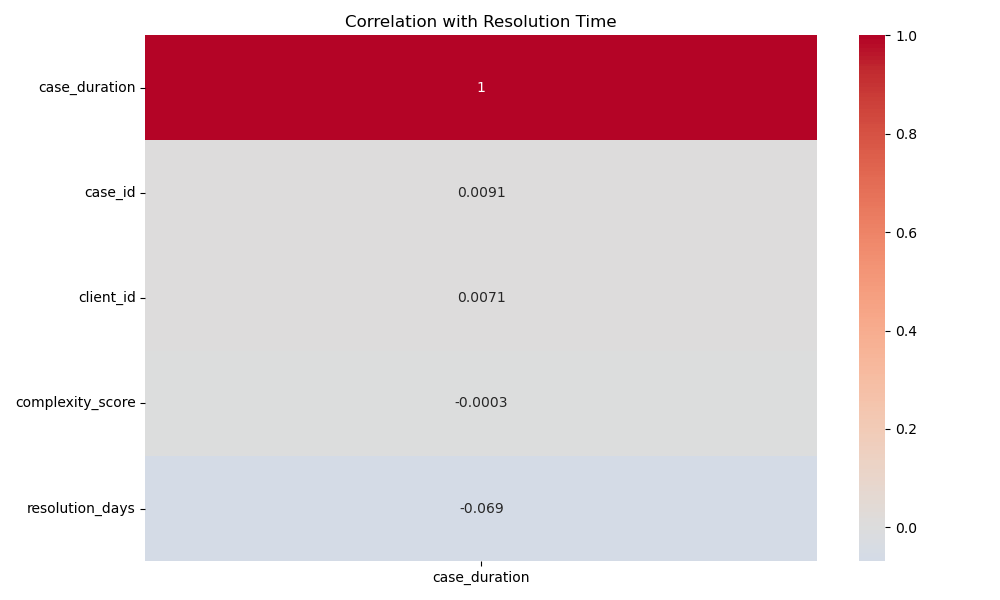 Correlation with Resolution Time
case_duration
1
case_id
0.0091
client_id
0.0071
complexity_score
-0.0003
resolution_days
-0.069
case_duration
1.0
0.8
0.6
0.4
0.2
0.0